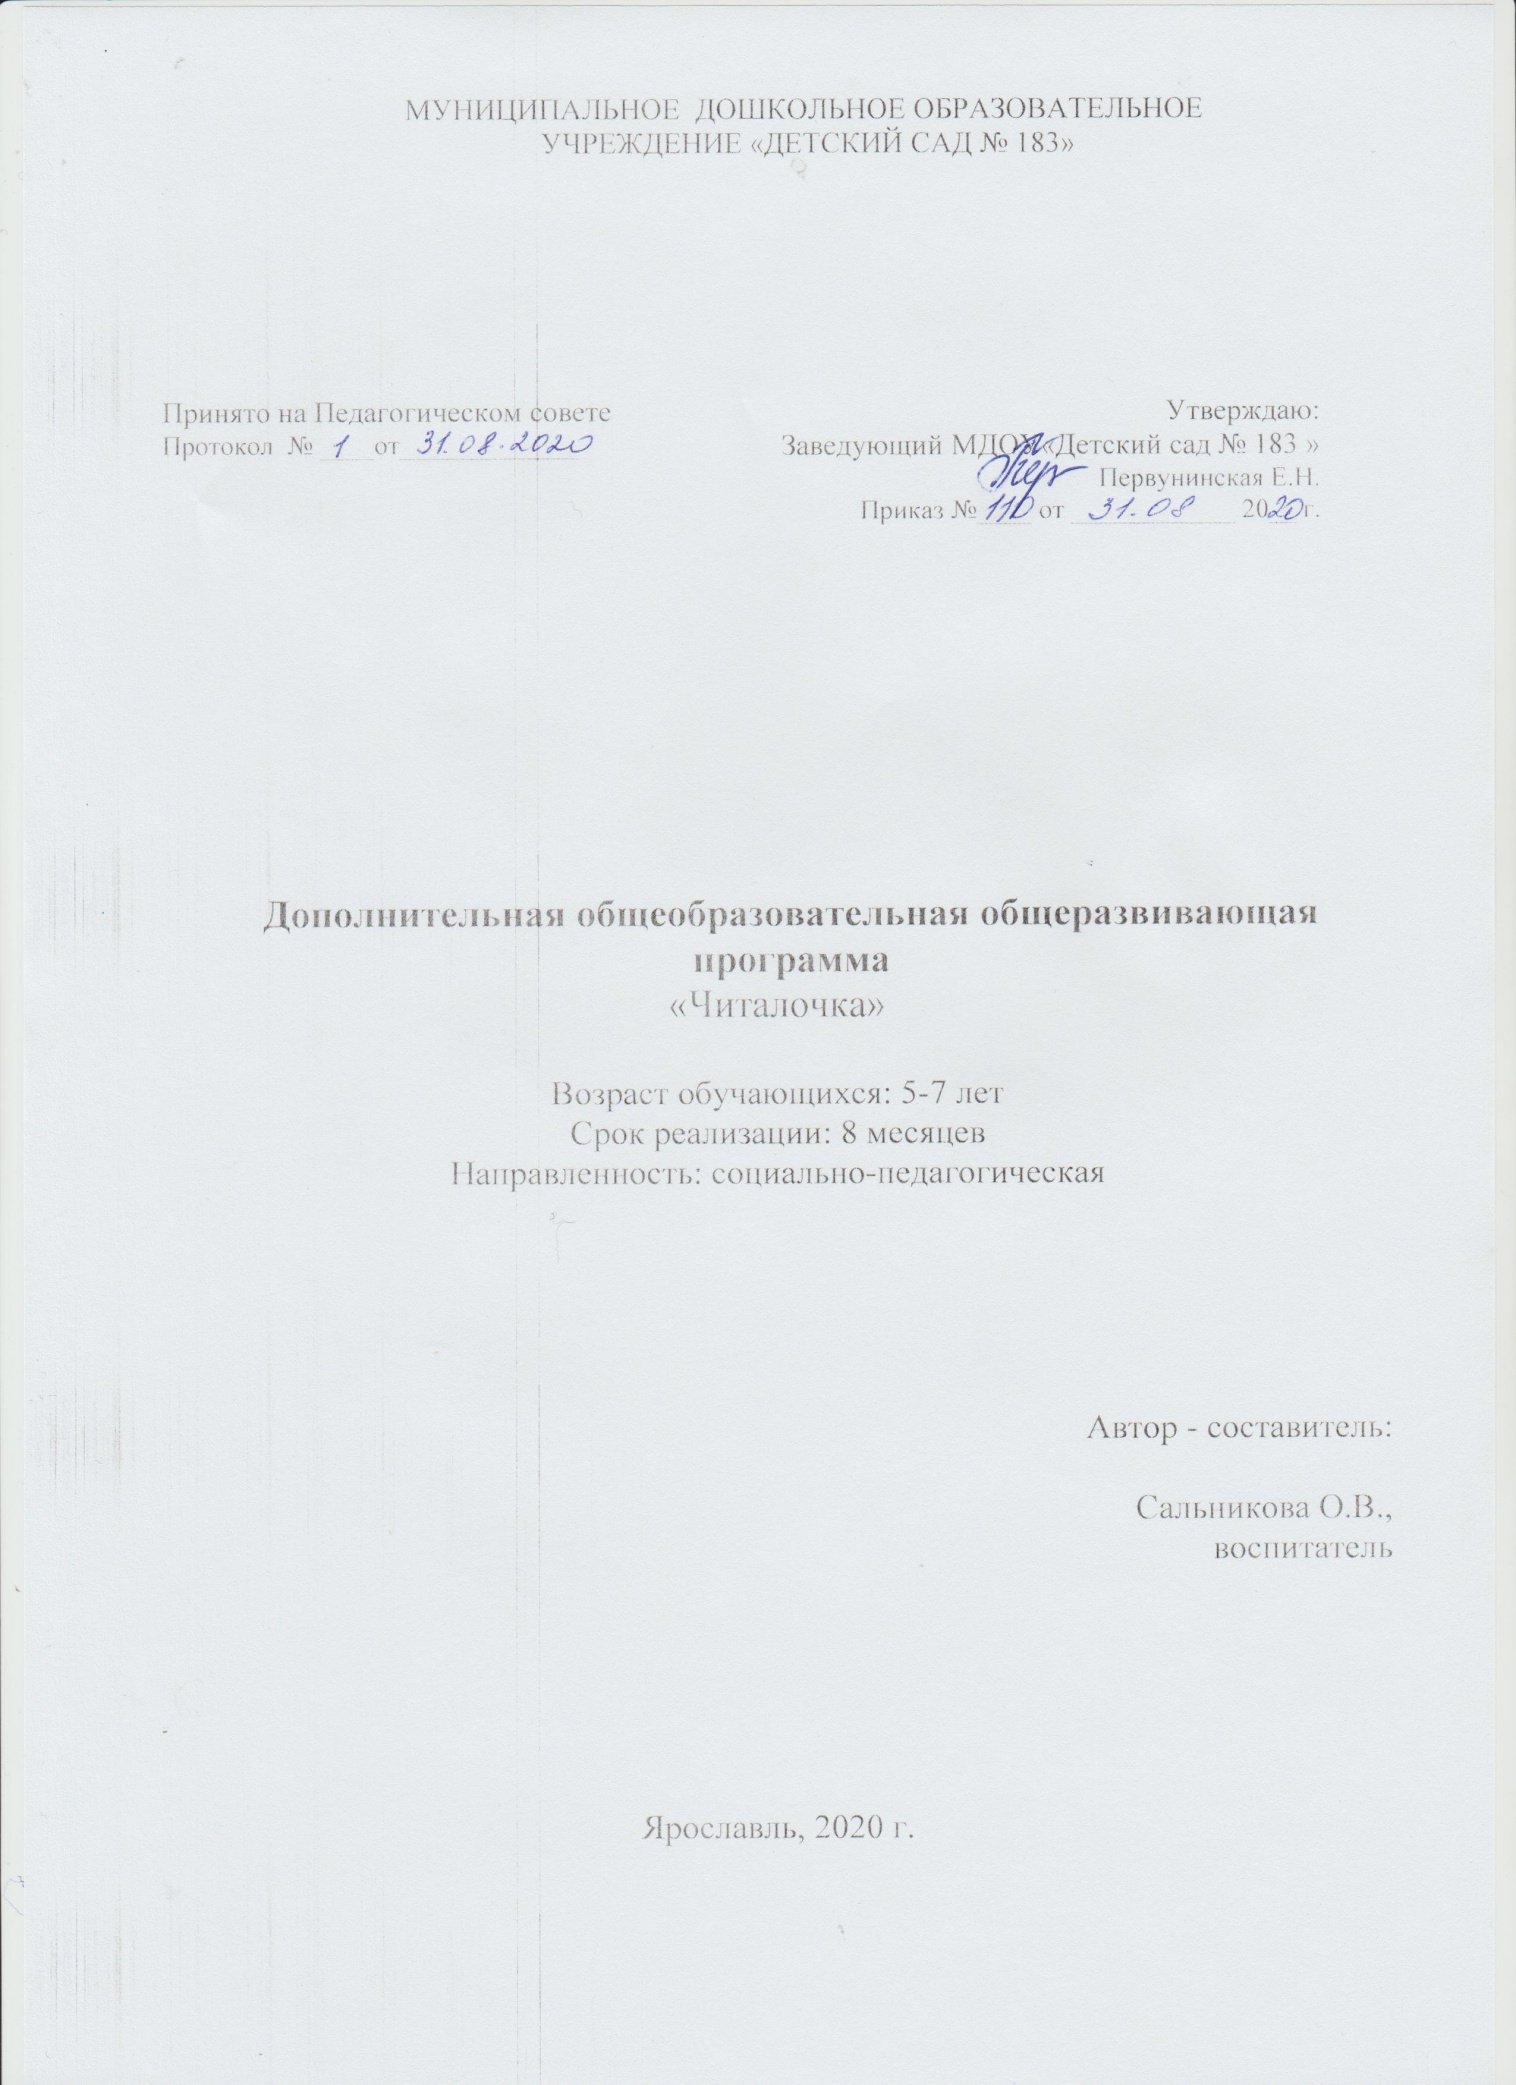 МУНИЦИПАЛЬНОЕ ДОШКОЛЬНОЕ ОБРАЗОВАТЕЛЬНОЕ
УЧРЕЖДЕНИЕ «ДЕТСКИЙ САД № 183»
Принято на Педагогическом совете
Протокол № 1 от 31.08.2020
Утверждаю:
Заведующий МДОУ «Детский сад № 183 »
Первунинская Е.Н.
Приказ № 110 от 31.08 2020г.
Дополнительная общеобразовательная общеразвивающая
программа
«Читалочка»
Возраст обучающихся: 5-7 лет
Срок реализации: 8 месяцев
Направленность: социально-педагогическая
Автор - составитель:
Сальникова О.В.,
воспитатель
Ярославль, 2020 г.